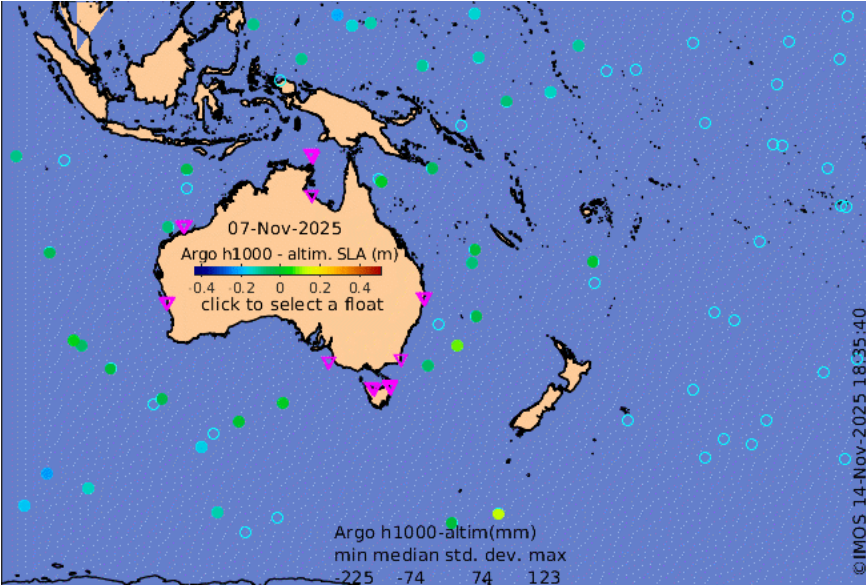 07-Nov-2025
Argo h1000 - altim. SLA (m)
-0.4 -0.2 0 0.2 0.4
click to select a float
Argo h1000-altim(mm)
min median std. dev. max
-225 -74 74 123
©IMOS 14-Nov-2025 18:35:40